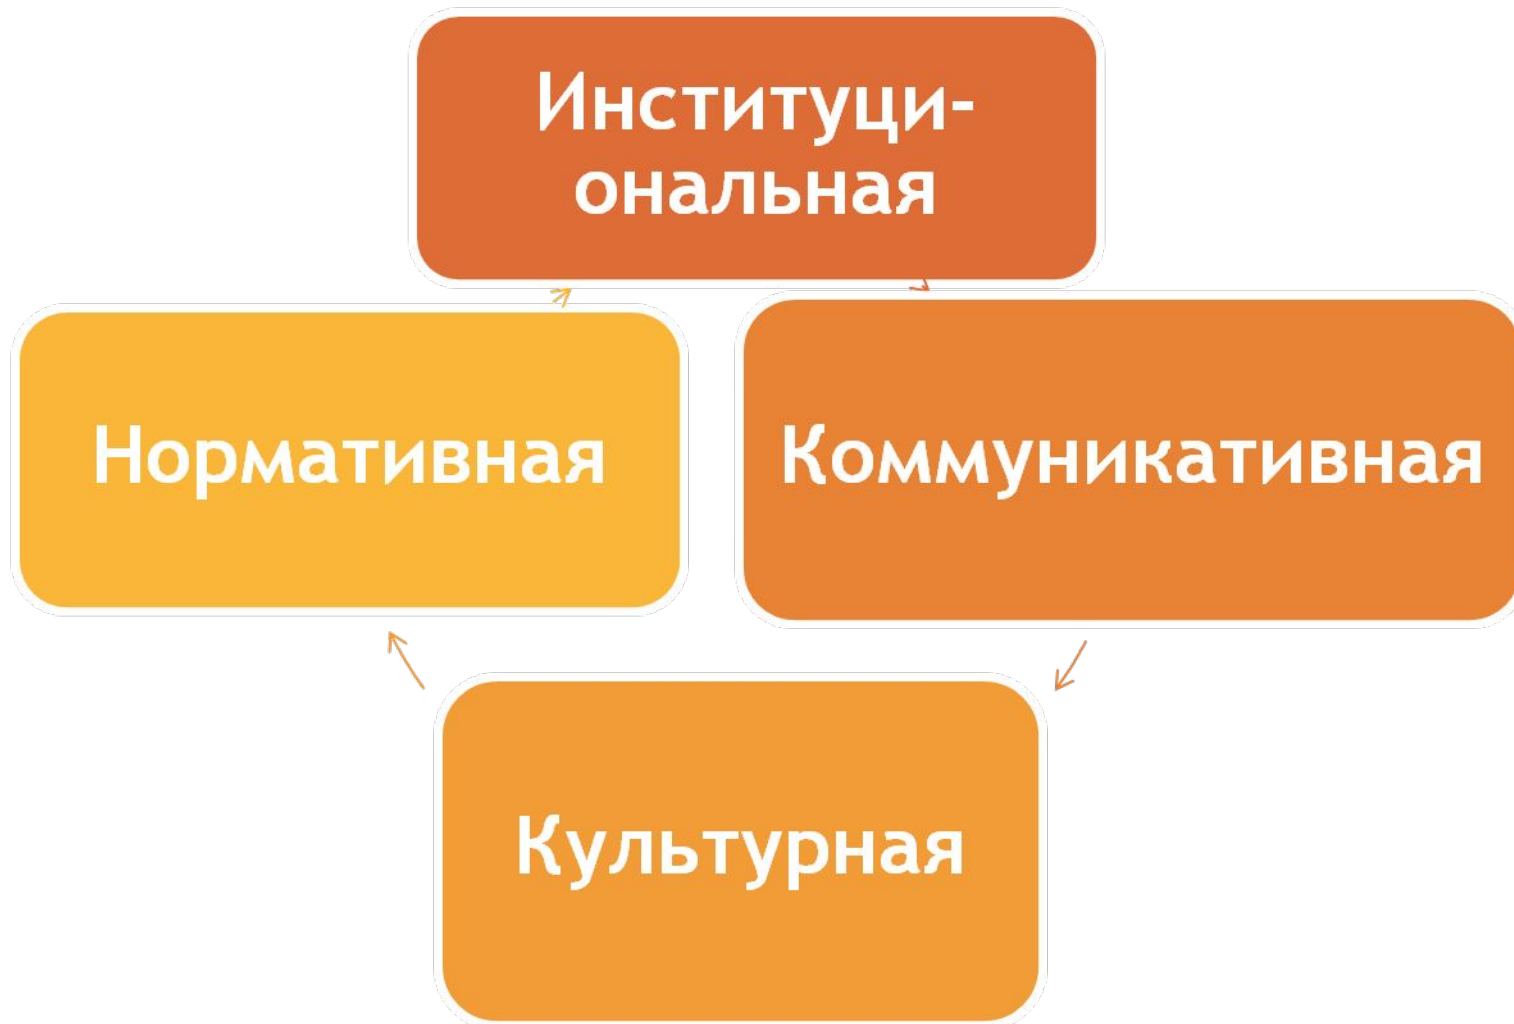 Институци-
ональная
Нормативная
Коммуникативная
Культурная